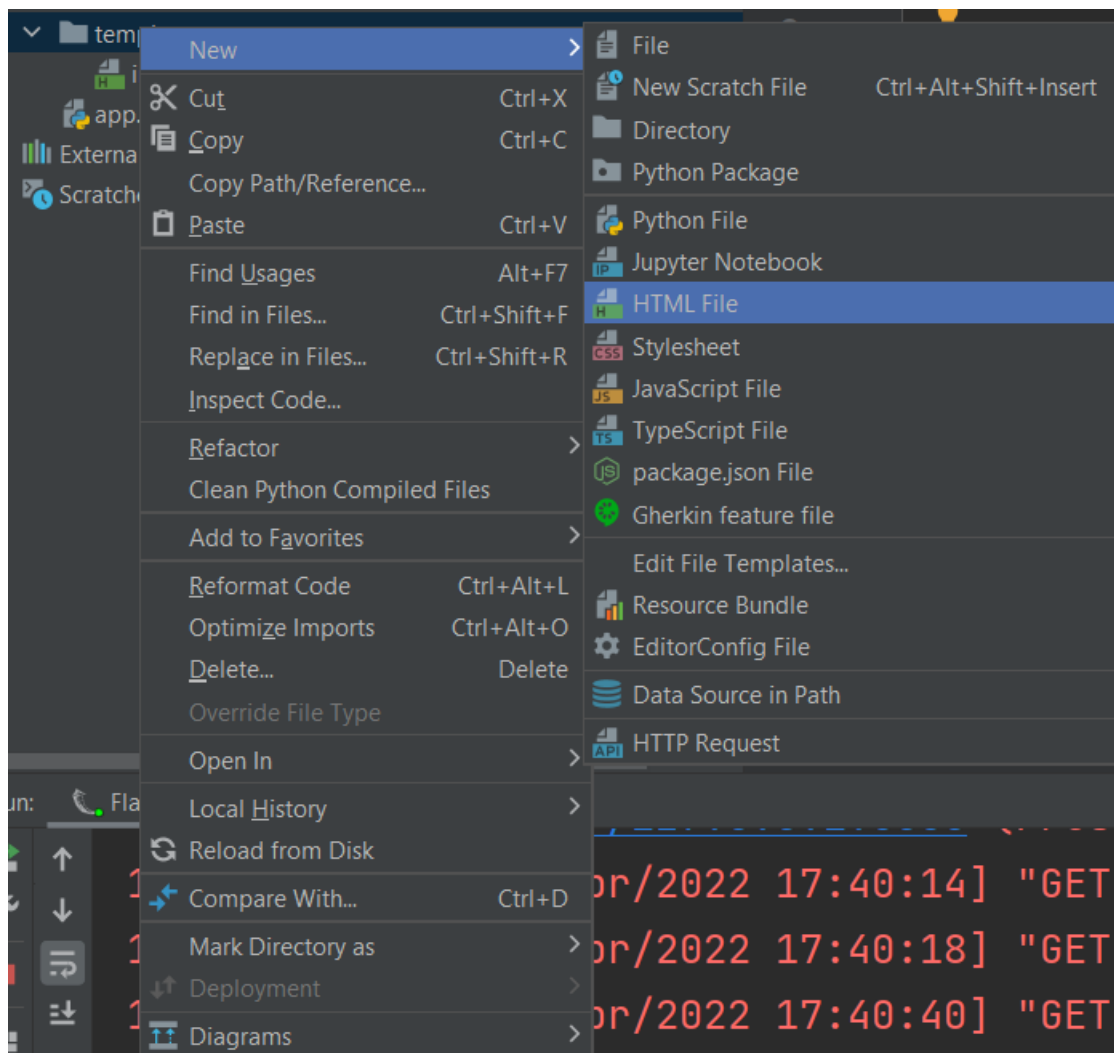 New
Cut Ctrl+X
Copy Ctrl+C
Copy Path/Reference...
Paste Ctrl+V
Find Usages Alt+F7
Find in Files... Ctrl+Shift+F
Replace in Files... Ctrl+Shift+R
Inspect Code...
Refactor
Clean Python Compiled Files
Add to Favorites
Reformat Code Ctrl+Alt+L
Optimize Imports Ctrl+Alt+O
Delete... Delete
Override File Type
Open In
Local History
Reload from Disk
Compare With... Ctrl+D
Mark Directory as
Deployment
Diagrams
File
New Scratch File Ctrl+Alt+Shift+Insert
Directory
Python Package
Python File
Jupyter Notebook
HTML File
Stylesheet
JavaScript File
TypeScript File
package.json File
Gherkin feature file
Edit File Templates...
Resource Bundle
EditorConfig File
Data Source in Path
HTTP Request
pr/2022 17:40:14] "GET
pr/2022 17:40:18] "GET
pr/2022 17:40:40] "GET